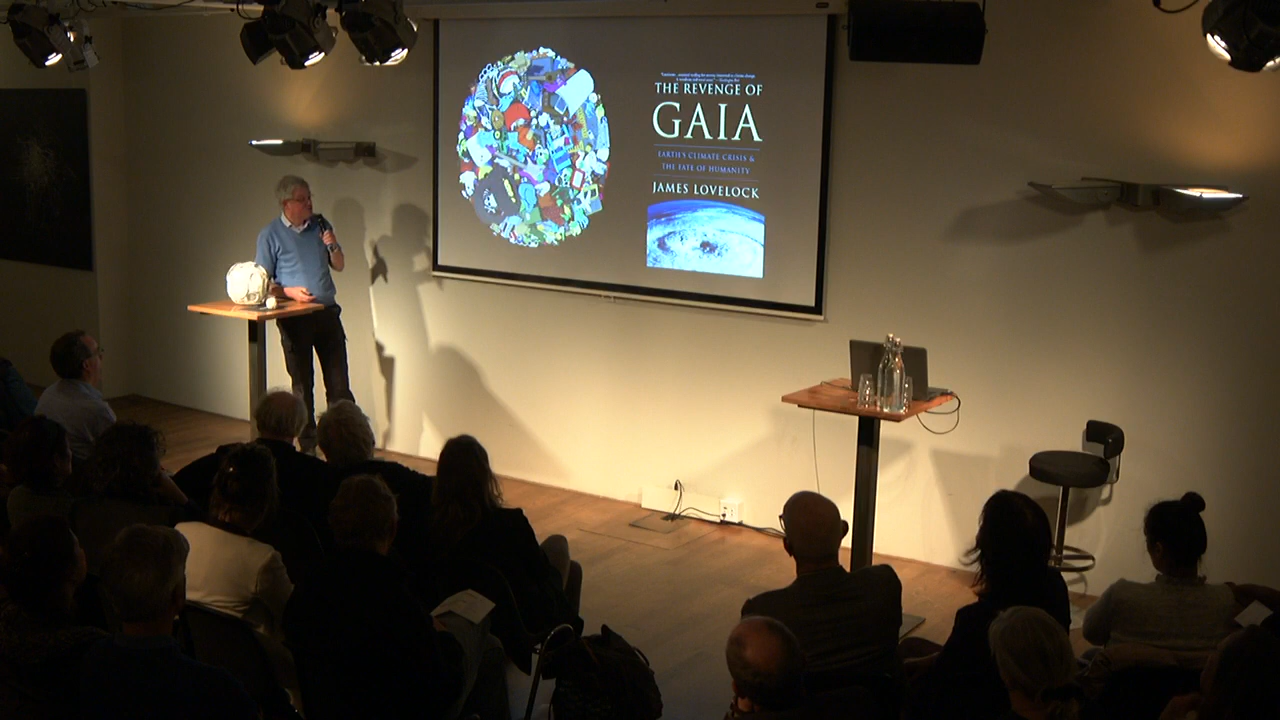 THE REVENGE OF
GAIA
EARTH'S CLIMATE CRISIS &
THE FATE OF HUMANITY
JAMES LOVELOCK